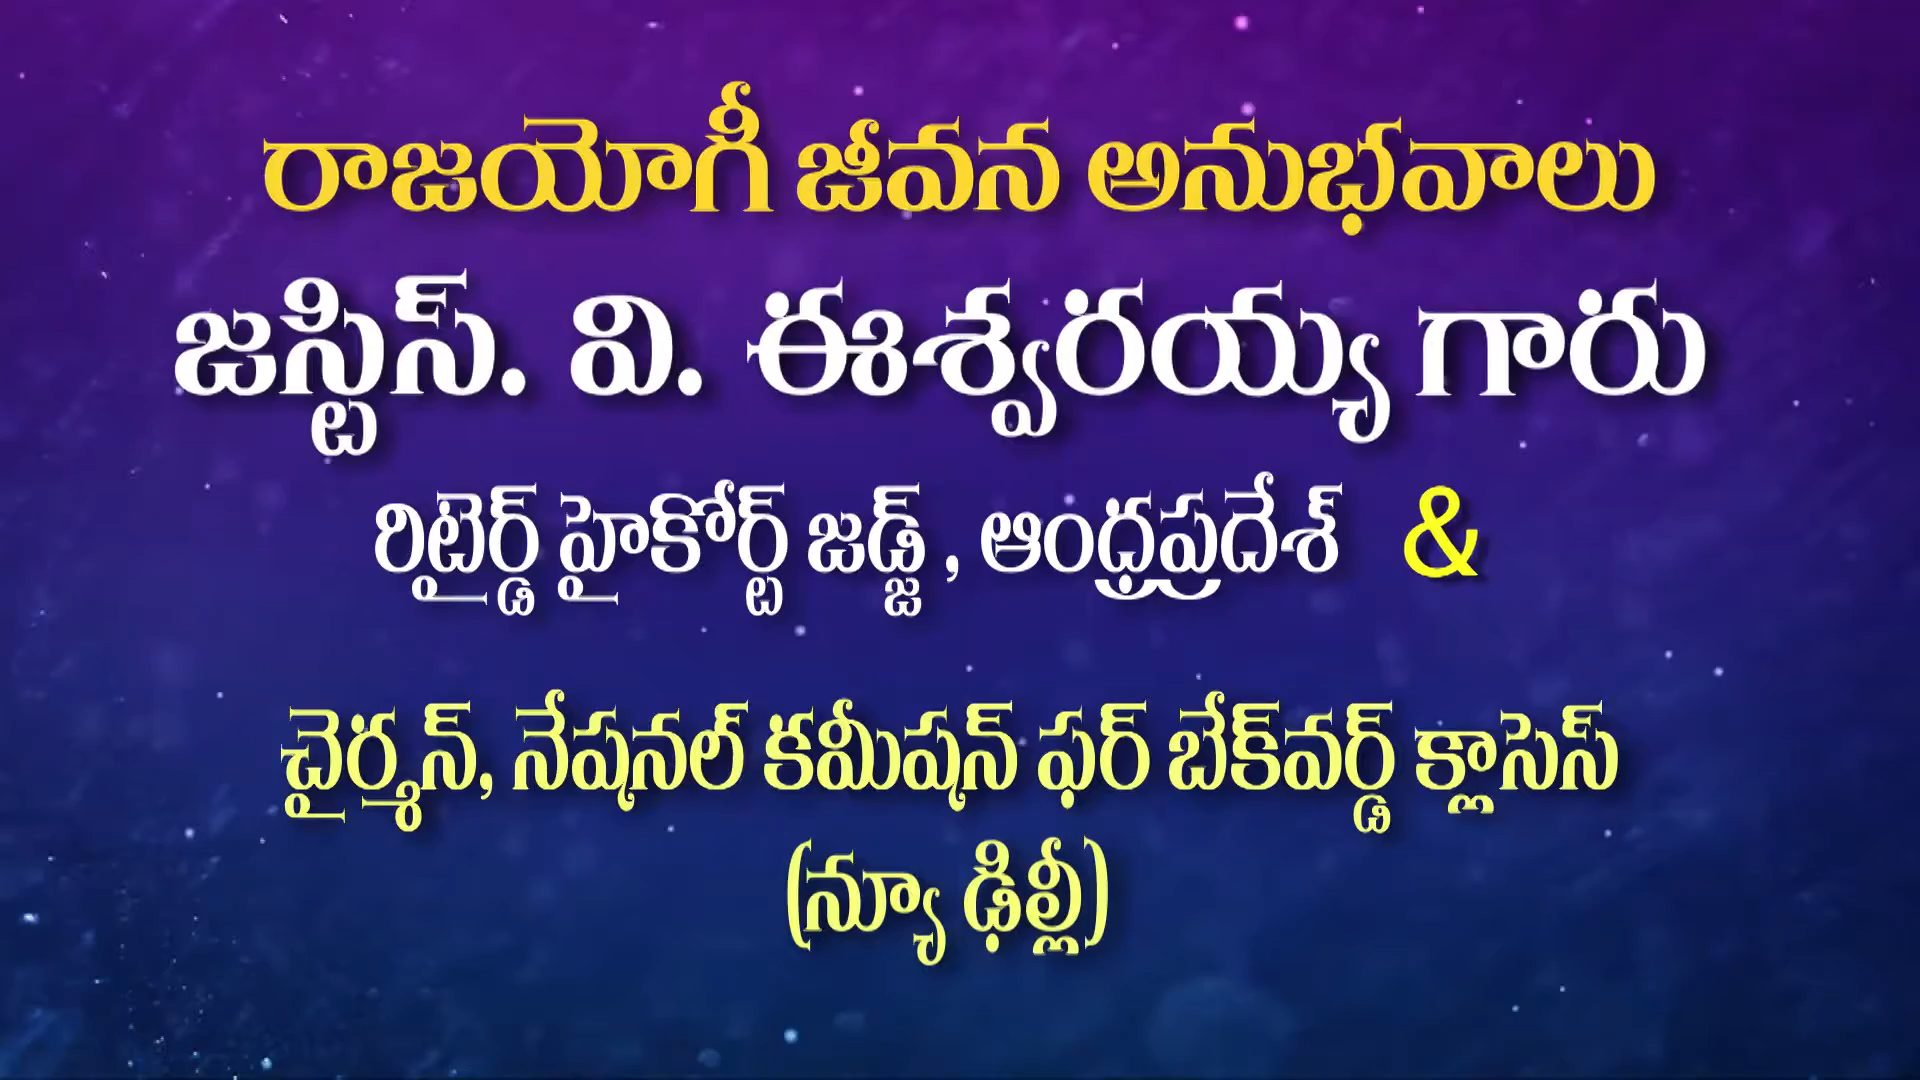 రాజయోగీ జీవన అనుభవాలు
జస్టిస్. వి. ఈశ్వరయ్య గారు
రిటైర్డ్ హైకోర్ట్ జడ్జ్ , ఆంధ్రప్రదేశ్ &
చైర్మన్, నేషనల్ కమీషన్ ఫర్ బేక్‌వర్డ్ క్లాసెస్
(న్యూ ఢిల్లీ)